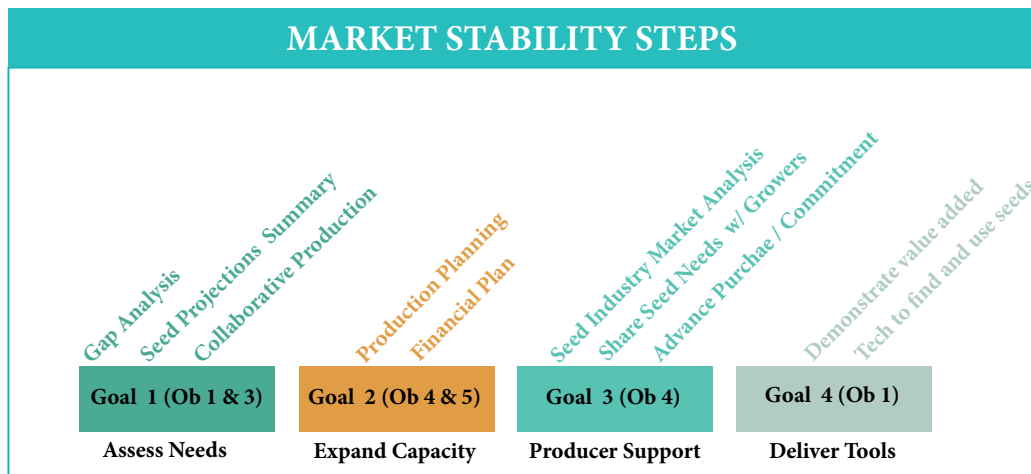 MARKET STABILITY STEPS
Gap Analysis
Seed Projections Summary
Collaborative Production
Production Planning
Financial Plan
Seed Industry Market Analysis
Share Seed Needs w/ Growers
Advance Purchae / Commitment
Demonstrate value added
Tech to find and use seeds
Goal 1 (Ob 1 & 3)
Goal 2 (Ob 4 & 5)
Goal 3 (Ob 4)
Goal 4 (Ob 1)
Assess Needs
Expand Capacity
Producer Support
Deliver Tools